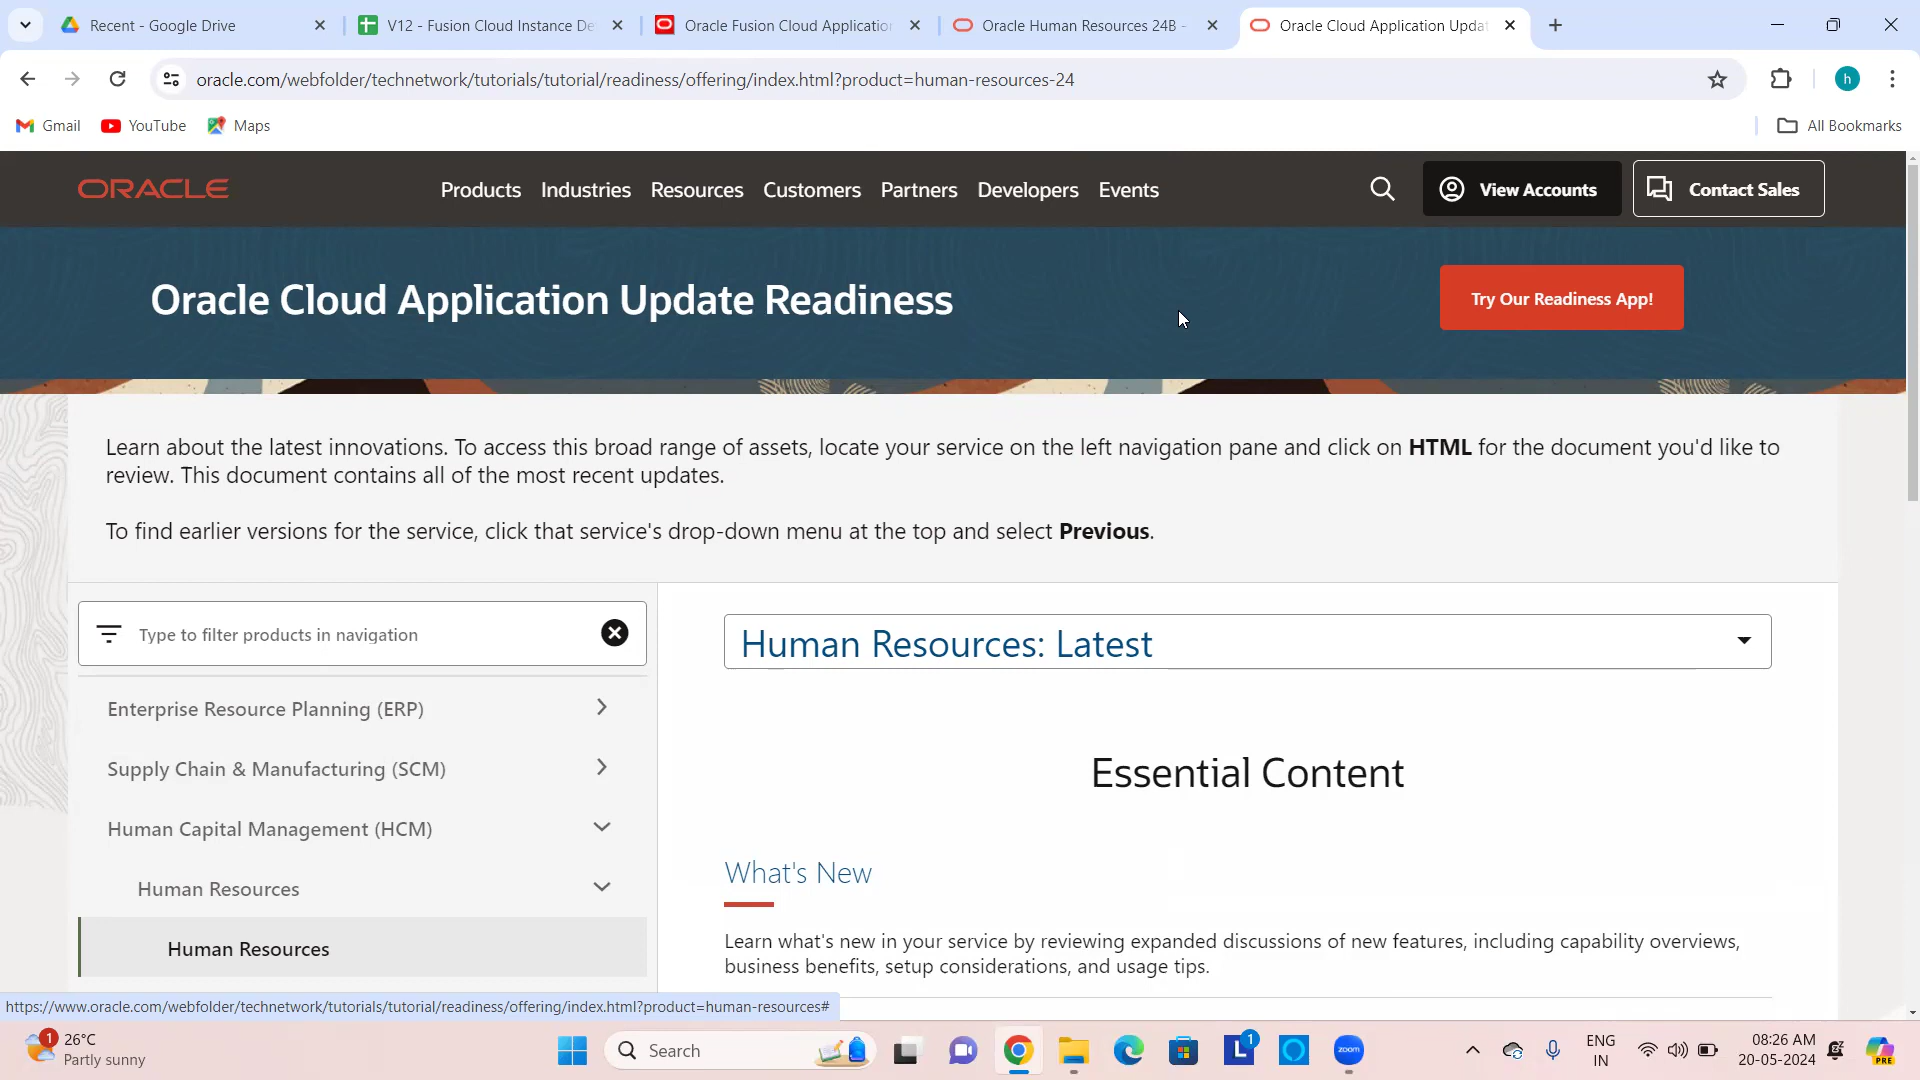 Recent - Google Drive
V12 - Fusion Cloud Instance De
Oracle Fusion Cloud Applicatio
Oracle Human Resources 24B -
Oracle Cloud Application Updat
oracle.com/webfolder/technetwork/tutorials/tutorial/readiness/offering/index.html?product=human-resources-24
h
Gmail
YouTube
Maps
All Bookmarks
ORACLE
Products
Industries
Resources
Customers
Partners
Developers
Events
View Accounts
Contact Sales
Oracle Cloud Application Update Readiness
Try Our Readiness App!
Learn about the latest innovations. To access this broad range of assets, locate your service on the left navigation pane and click on HTML for the document you'd like to
review. This document contains all of the most recent updates.
To find earlier versions for the service, click that service's drop-down menu at the top and select Previous.
Type to filter products in navigation
Enterprise Resource Planning (ERP)
Supply Chain & Manufacturing (SCM)
Human Capital Management (HCM)
Human Resources
Human Resources
Human Resources: Latest
Essential Content
What's New
Learn what's new in your service by reviewing expanded discussions of new features, including capability overviews,
business benefits, setup considerations, and usage tips.
https://www.oracle.com/webfolder/technetwork/tutorials/tutorial/readiness/offering/index.html?product=human-resources#
1
26°C
Partly sunny
Search
L
1
zoom
ENG
IN
08:26 AM
20-05-2024
PRE